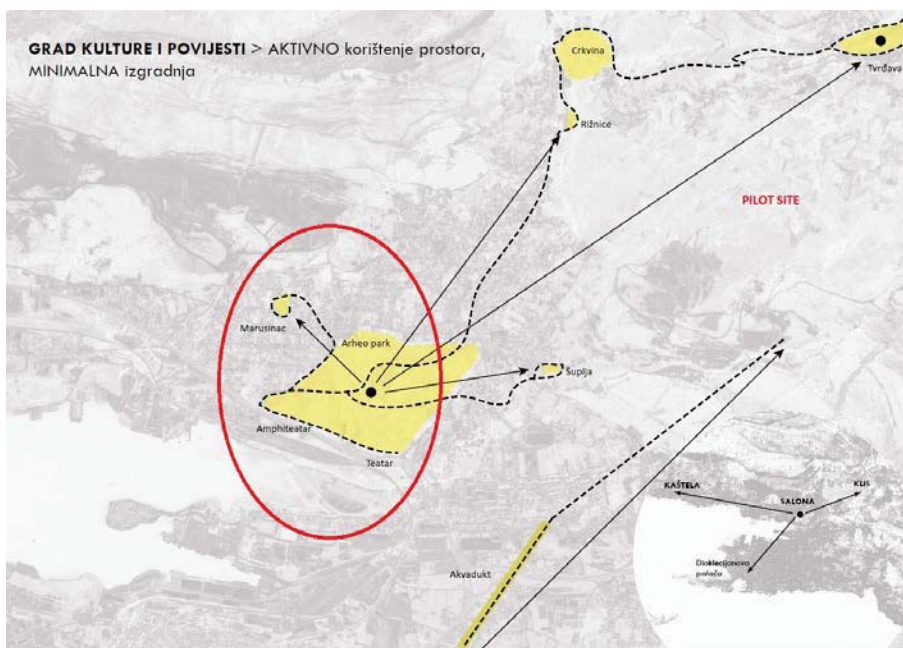 GRAD KULTURE I POVIJESTI > AKTIVNO korištenje prostora,
MINIMALNA izgradnja
Crkvina
Tvrđava
Rižnice
PILOT SITE
Marusinac
Arheo park
Šuplja
Amphiteatar
Teatar
KAŠTELA
SALONA
KLIS
Dioklecijanova
palača
Akvadukt